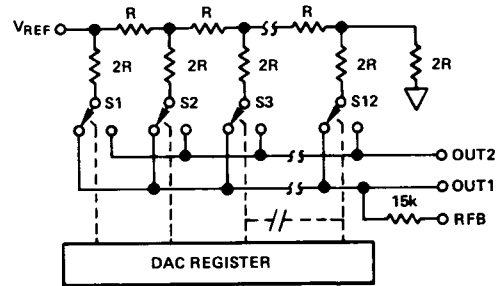 R R R
VREF
2R 2R 2R 2R 2R
S1 S2 S3 S12
OUT2
OUT1
15k
RFB
DAC REGISTER